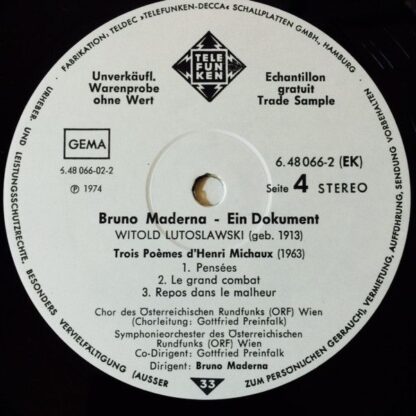 FABRIKATION, TELDEC »TELEFUNKEN-DECCA« SCHALLPLATTEN GMBH., HAMBURG
URHEBER- UND LEISTUNGSSCHUTZRECHTE.
BESONDERS VERVIELFÄLTIGUNG (AUSSER
ZUM PERSÖNLICHEN GEBRAUCH), VERMIETUNG, AUFFÜHRUNG, SENDUNG VORBEHALTEN
TELE
FUN
KEN
Unverkäufl.
Warenprobe
ohne Wert
Echantillon
gratuit
Trade Sample
GEMA
6.48 066-02-2
Ⓟ 1974
6.48 066-2 (EK)
Seite 4 STEREO
Bruno Maderna - Ein Dokument
WITOLD LUTOSLAWSKI (geb. 1913)
Trois Poèmes d'Henri Michaux (1963)
1. Pensées
2. Le grand combat
3. Repos dans le malheur
Chor des Österreichischen Rundfunks (ORF) Wien
(Chorleitung: Gottfried Preinfalk)
Symphonieorchester des Österreichischen
Rundfunks (ORF) Wien
Co-Dirigent: Gottfried Preinfalk
Dirigent: Bruno Maderna
33